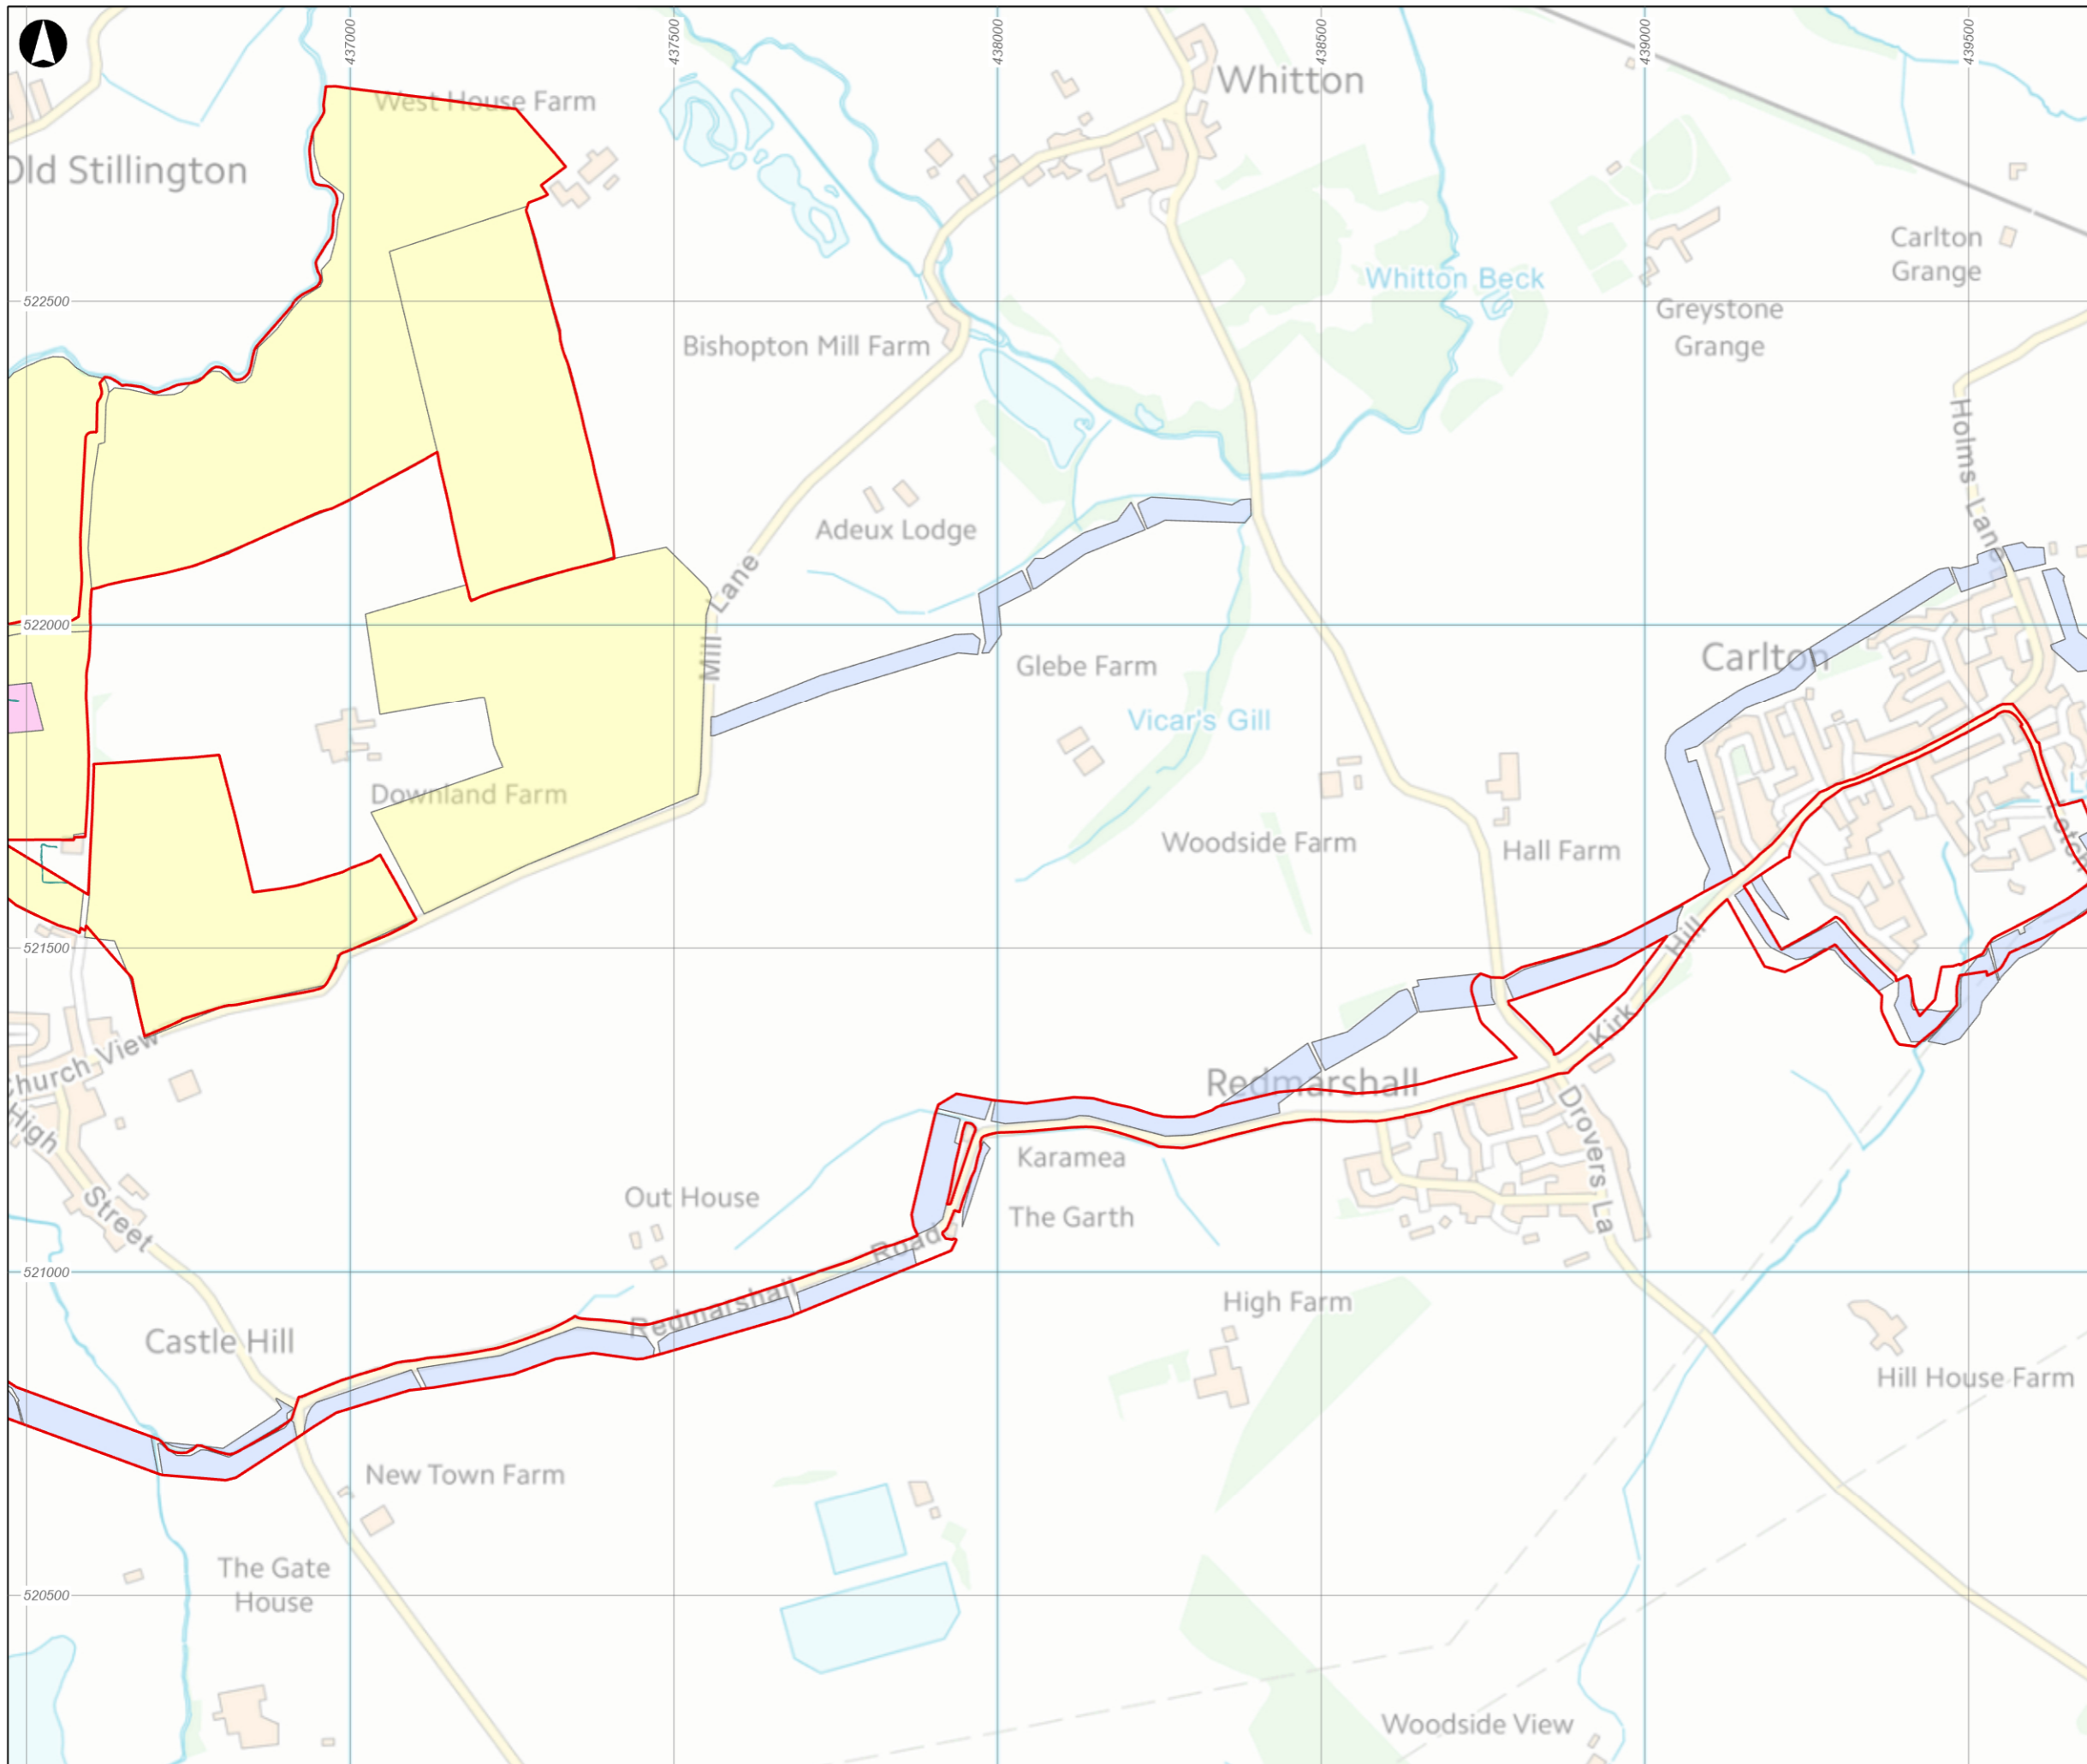 437000
437500
438000
438500
439000
439500
Whitton
West House Farm
Old Stillington
Carlton
Grange
Whitton Beck
522500
Greystone
Grange
Bishopton Mill Farm
Holms Lane
Adeux Lodge
Mill Lane
522000
Glebe Farm
Carlton
Vicar's Gill
Downland Farm
Woodside Farm
Hall Farm
521500
Kirk Hill
Church View
Redmarshall
High Street
Drovers La
Karamea
Out House
The Garth
Redmarshall Road
521000
High Farm
Castle Hill
Hill House Farm
New Town Farm
The Gate
House
520500
Woodside View